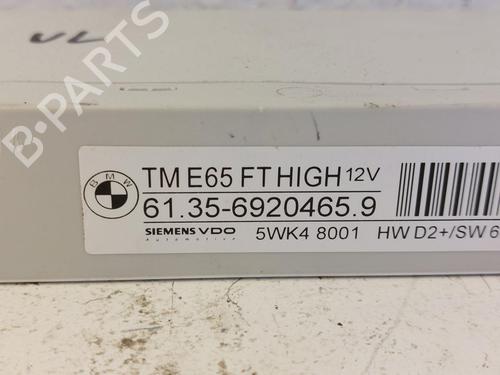 VL
B-PARTS
BMW
TM E65 FT HIGH 12V
61.35-6920465.9
SIEMENS VDO 5WK4 8001 HW D2+/SW 6
Automotive